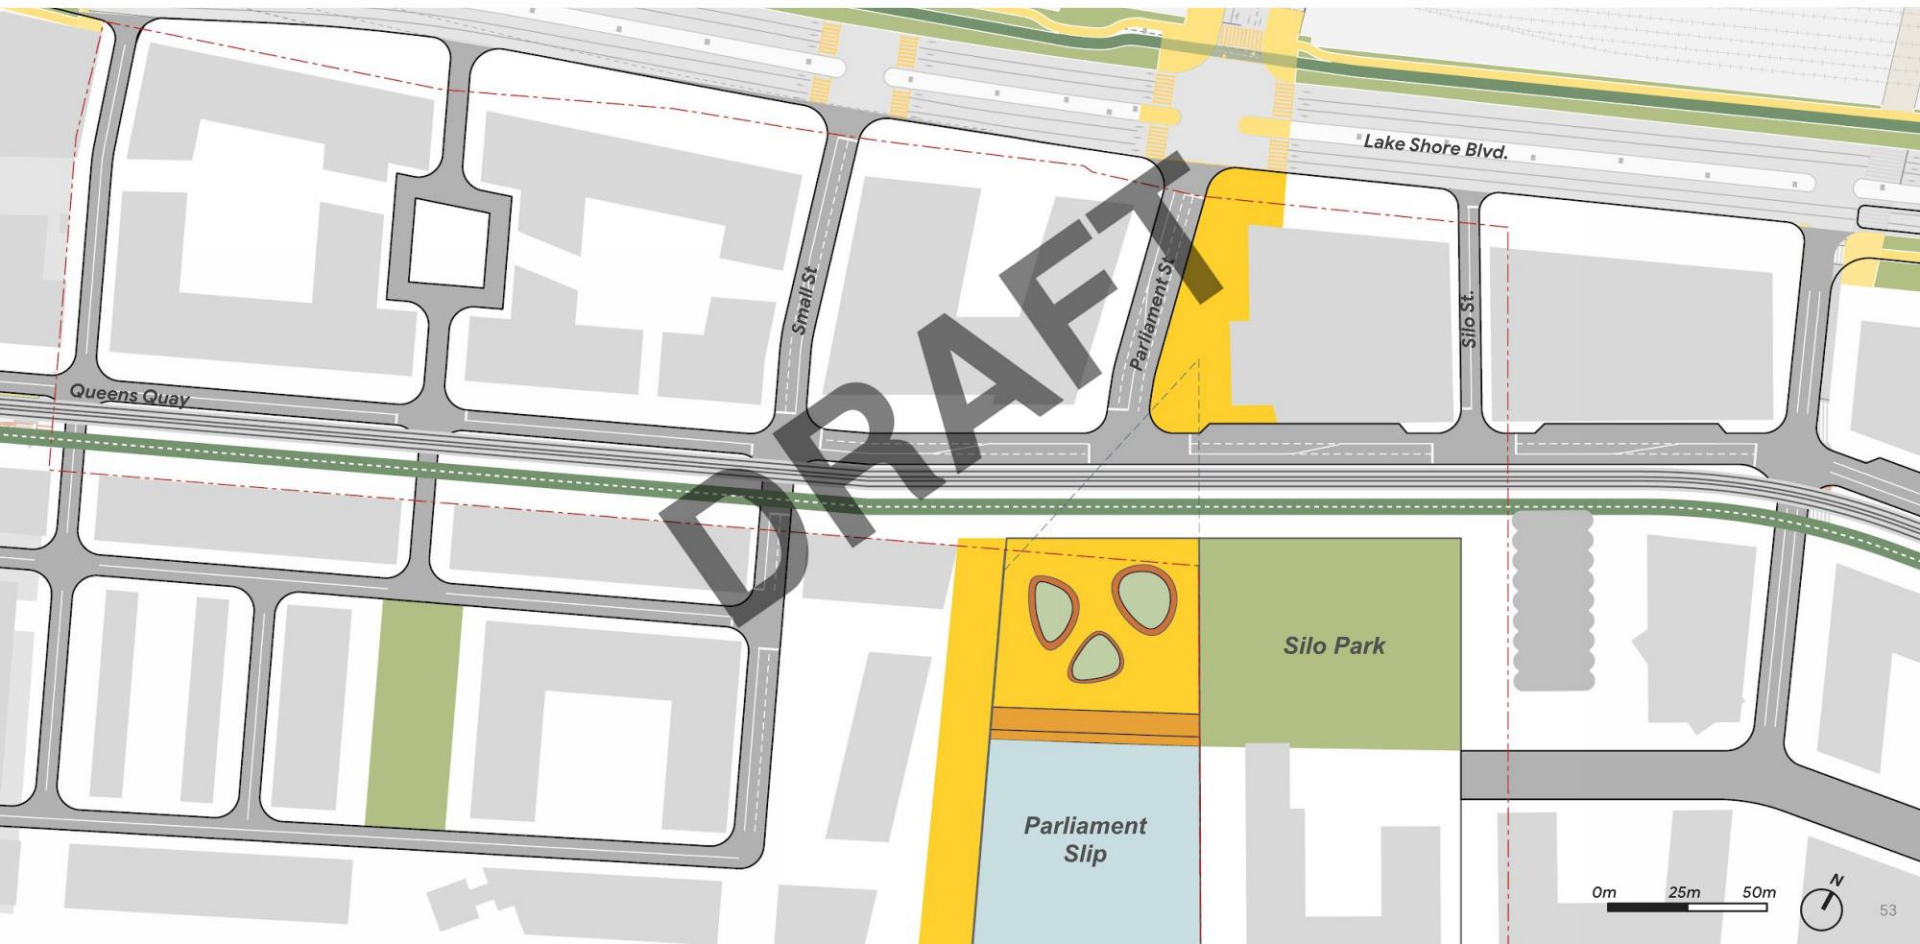 Lake Shore Blvd.
DRAFT
Small St
Parliament St
Silo St.
Queens Quay
Silo Park
Parliament
Slip
0m 25m 50m
N
53